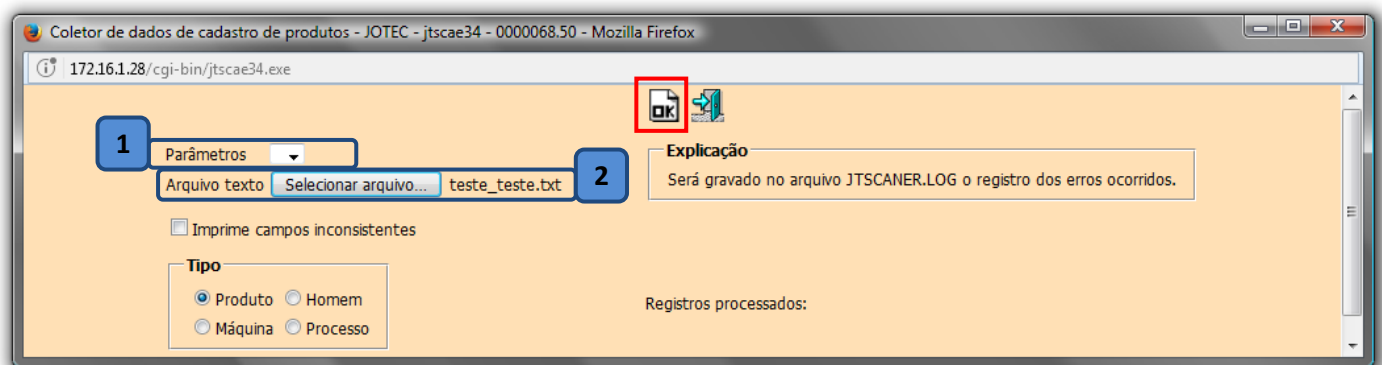 Coletor de dados de cadastro de produtos - JOTEC - jtscae34 - 0000068.50 - Mozilla Firefox
172.16.1.28/cgi-bin/jtscae34.exe
OK
1
Parâmetros
Explicação
Arquivo texto Selecionar arquivo... teste_teste.txt 2
Será gravado no arquivo JTSCANER.LOG o registro dos erros ocorridos.
Imprime campos inconsistentes
Tipo
Produto Homem
Máquina Processo
Registros processados: